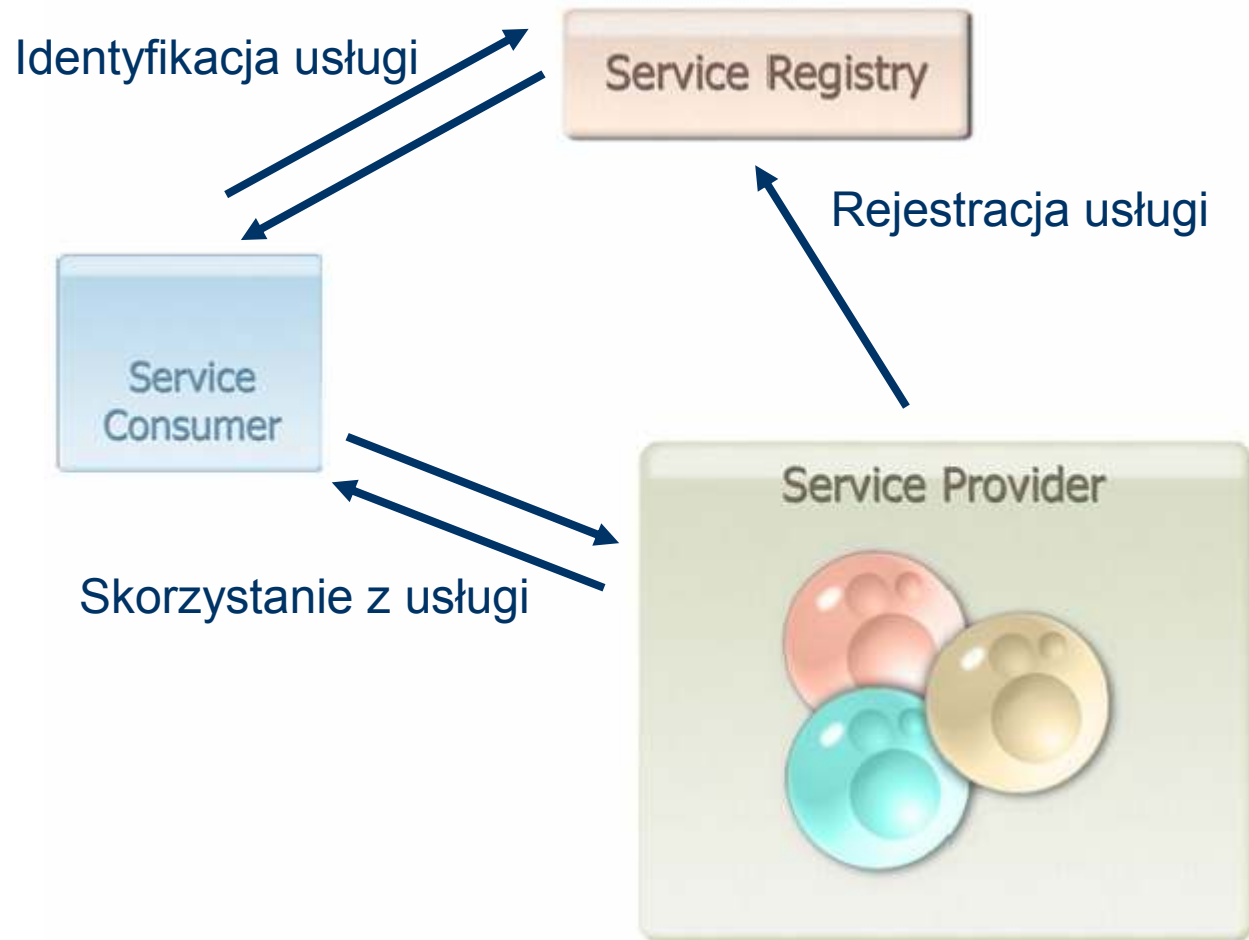 Identyfikacja usługi
Service Registry
Rejestracja usługi
Service
Consumer
Service Provider
Skorzystanie z usługi